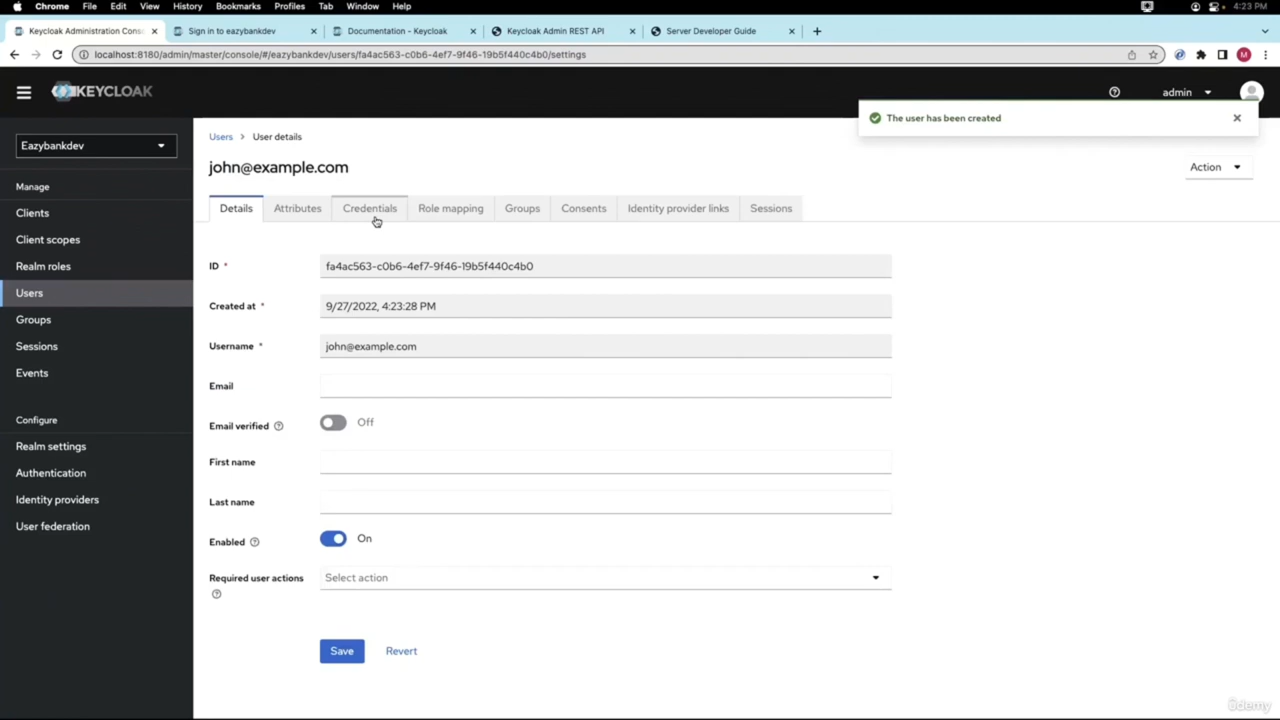 Chrome File Edit View History Bookmarks Profiles Tab Window Help 4:23 PM
Keycloak Administration Cons Sign in to eazybankdev Documentation - Keycloak Keycloak Admin REST API Server Developer Guide
localhost:8180/admin/master/console/#/eazybankdev/users/fa4ac563-c0b6-4ef7-9f46-19b5f440c4b0/settings M
KEYCLOAK admin
The user has been created
Eazybankdev
Manage
Clients
Client scopes
Realm roles
Users
Groups
Sessions
Events
Configure
Realm settings
Authentication
Identity providers
User federation
Users > User details
john@example.com
Action
Details Attributes Credentials Role mapping Groups Consents Identity provider links Sessions
ID * fa4ac563-c0b6-4ef7-9f46-19b5f440c4b0
Created at * 9/27/2022, 4:23:28 PM
Username * john@example.com
Email
Email verified Off
First name
Last name
Enabled On
Required user actions Select action
Save Revert
ûdemy